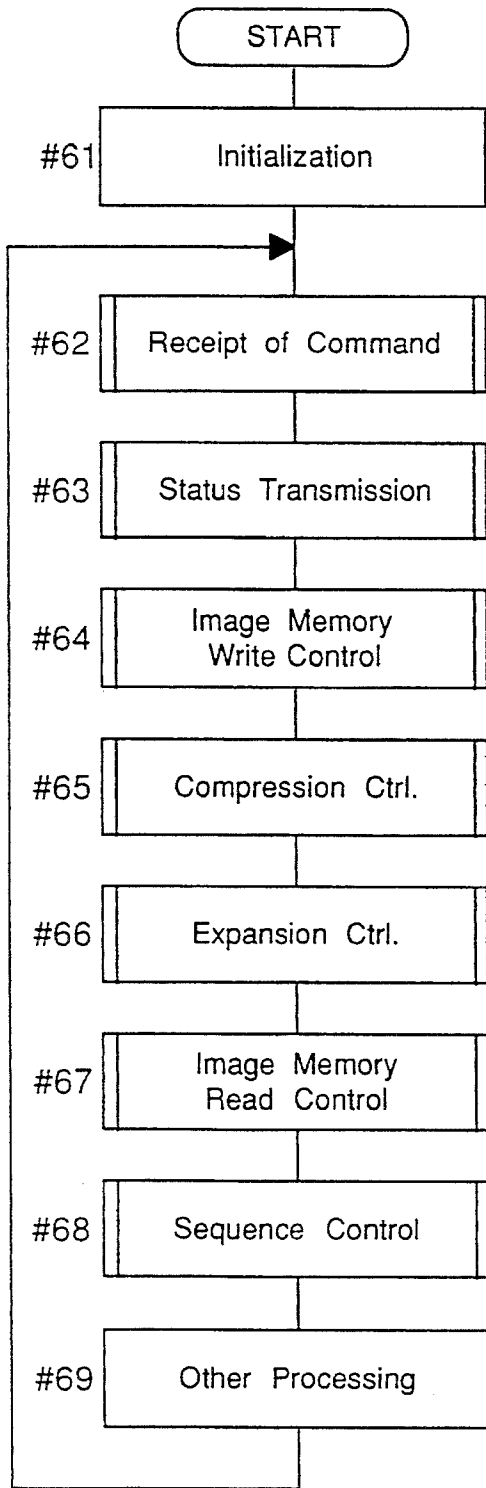 START
#61 Initialization
#62 Receipt of Command
#63 Status Transmission
#64 Image Memory
Write Control
#65 Compression Ctrl.
#66 Expansion Ctrl.
#67 Image Memory
Read Control
#68 Sequence Control
#69 Other Processing